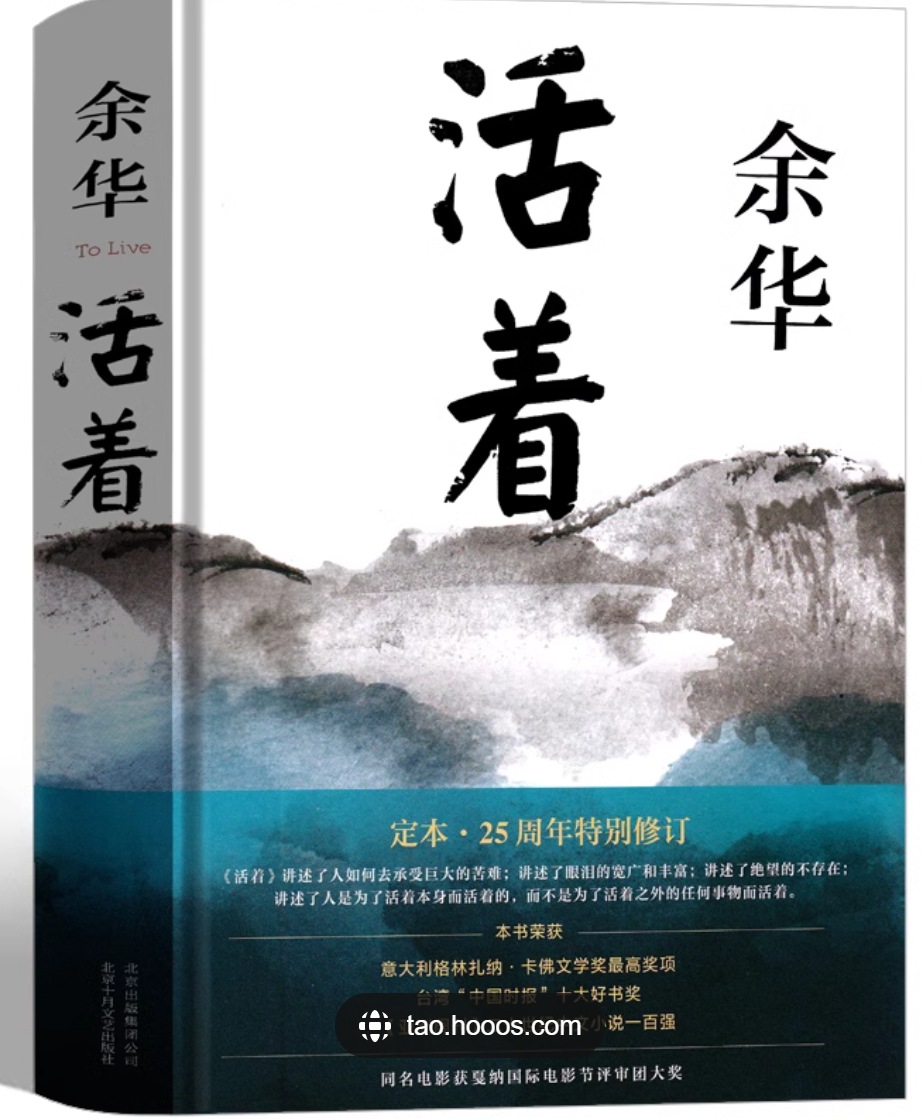 余华
To Live
活着
北京出版集团公司
北京十月文艺出版社
活着
余华
定本·25周年特别修订
《活着》讲述了人如何去承受巨大的苦难；讲述了眼泪的宽广和丰富；讲述了绝望的不存在；
讲述了人是为了活着本身而活着的，而不是为了活着之外的任何事物而活着。
本书荣获
意大利格林扎纳·卡佛文学奖最高奖项
台湾“中国时报”十大好书奖
小说一百强
tao.hooos.com
同名电影获戛纳国际电影节评审团大奖